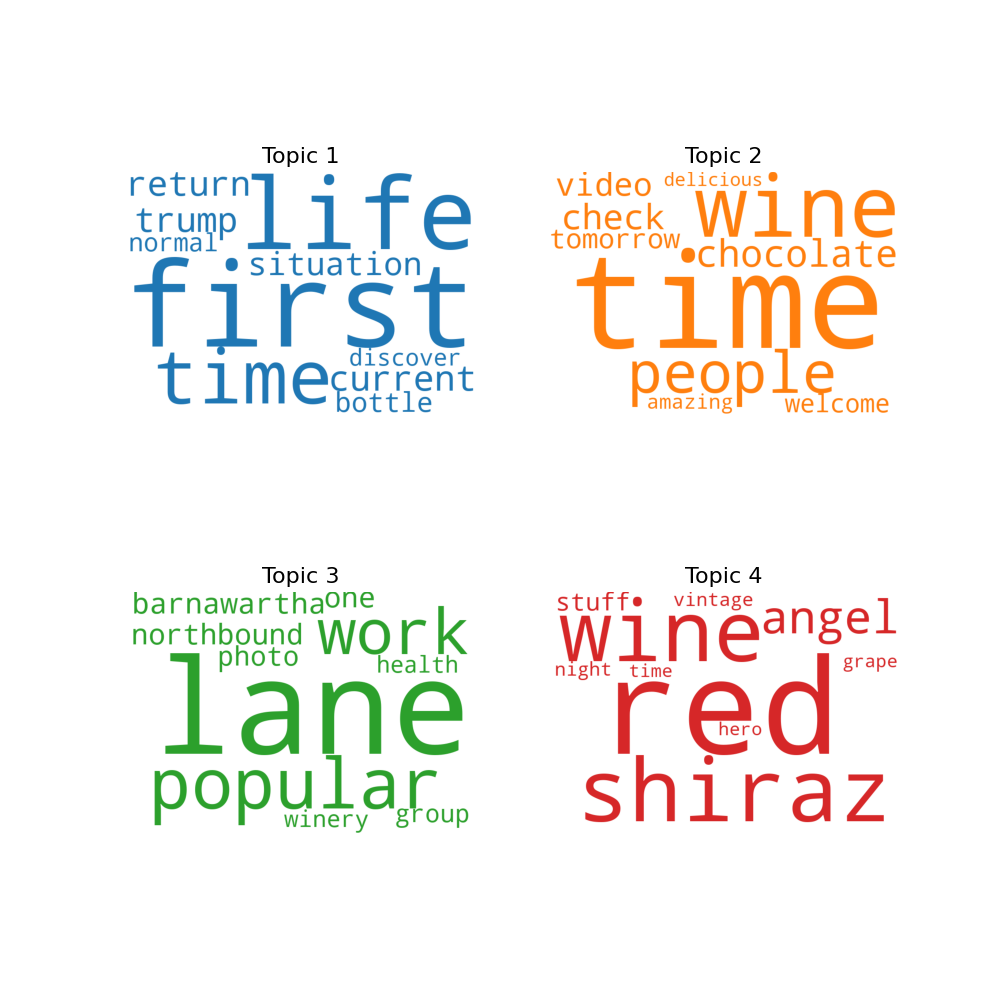 Topic 1
return
life
trump
normal
situation
first
time
discover
current
bottle
Topic 2
video
delicious
wine
check
tomorrow
chocolate
time
people
amazing
welcome
Topic 3
barnawartha
one
northbound
work
photo
health
lane
popular
winery
group
Topic 4
stuff
vintage
wine
angel
night
time
grape
red
hero
shiraz